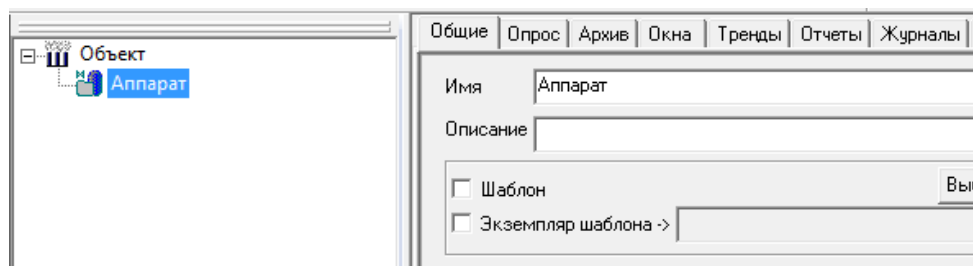 Объект
Аппарат
Общие Опрос Архив Окна Тренды Отчеты Журналы
Имя Аппарат
Описание
Шаблон
Экземпляр шаблона ->